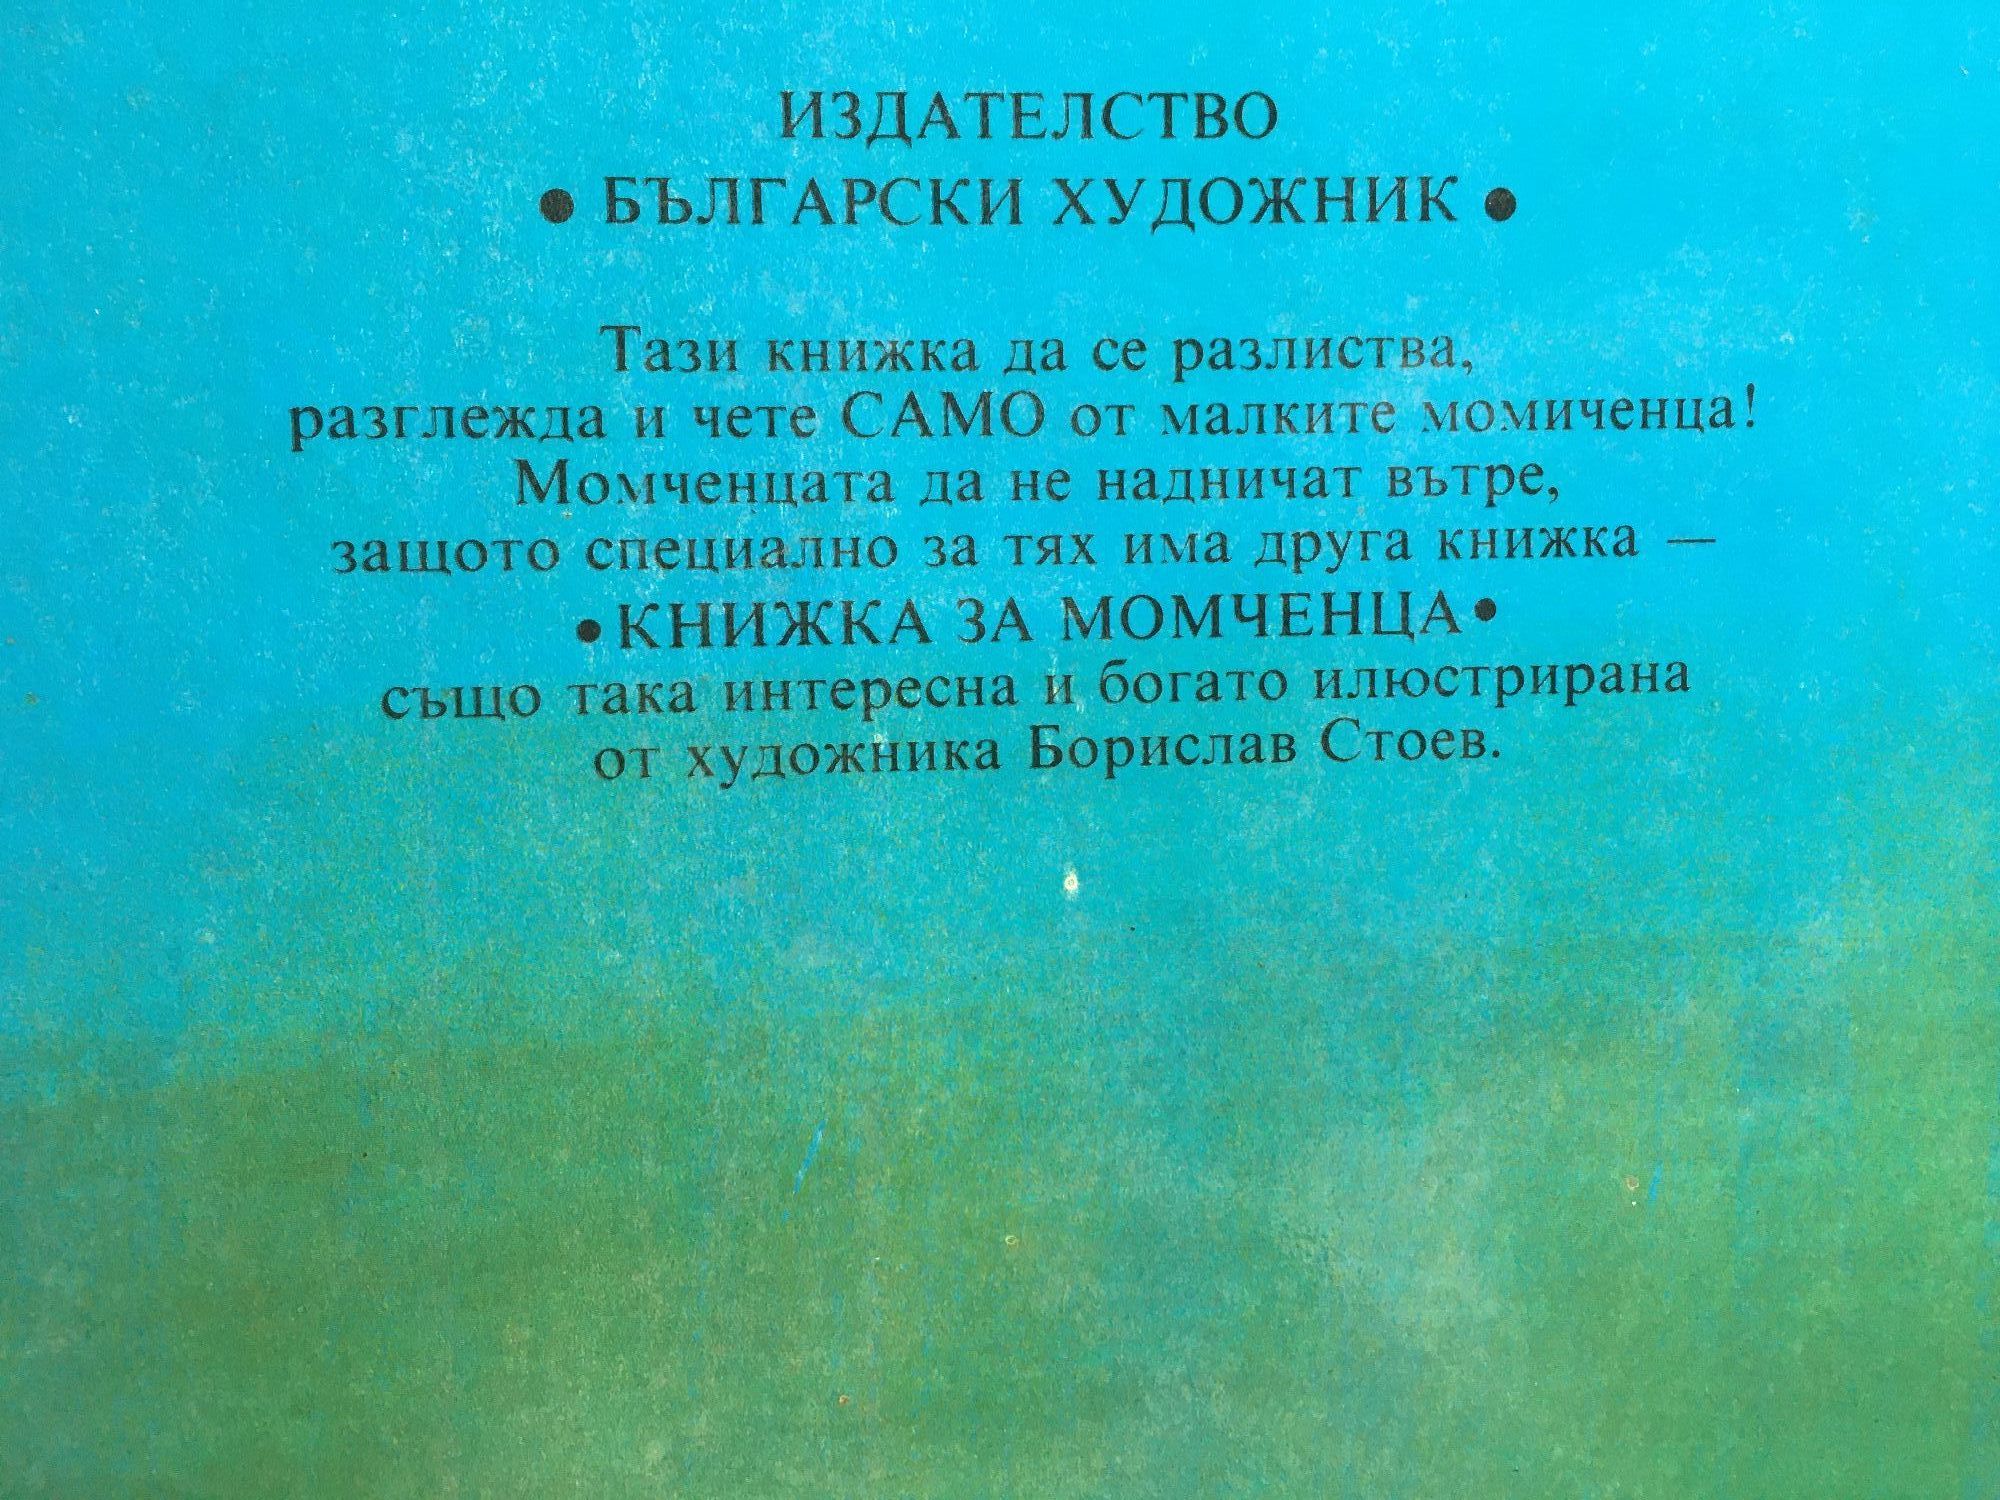 ИЗДАТЕЛСТВО
● БЪЛГАРСКИ ХУДОЖНИК ●
Тази книжка да се разлиства,
разглежда и чете САМО от малките момиченца!
Момченцата да не надничат вътре,
защото специално за тях има друга книжка —
●КНИЖКА ЗА МОМЧЕНЦА●
също така интересна и богато илюстрирана
от художника Борислав Стоев.